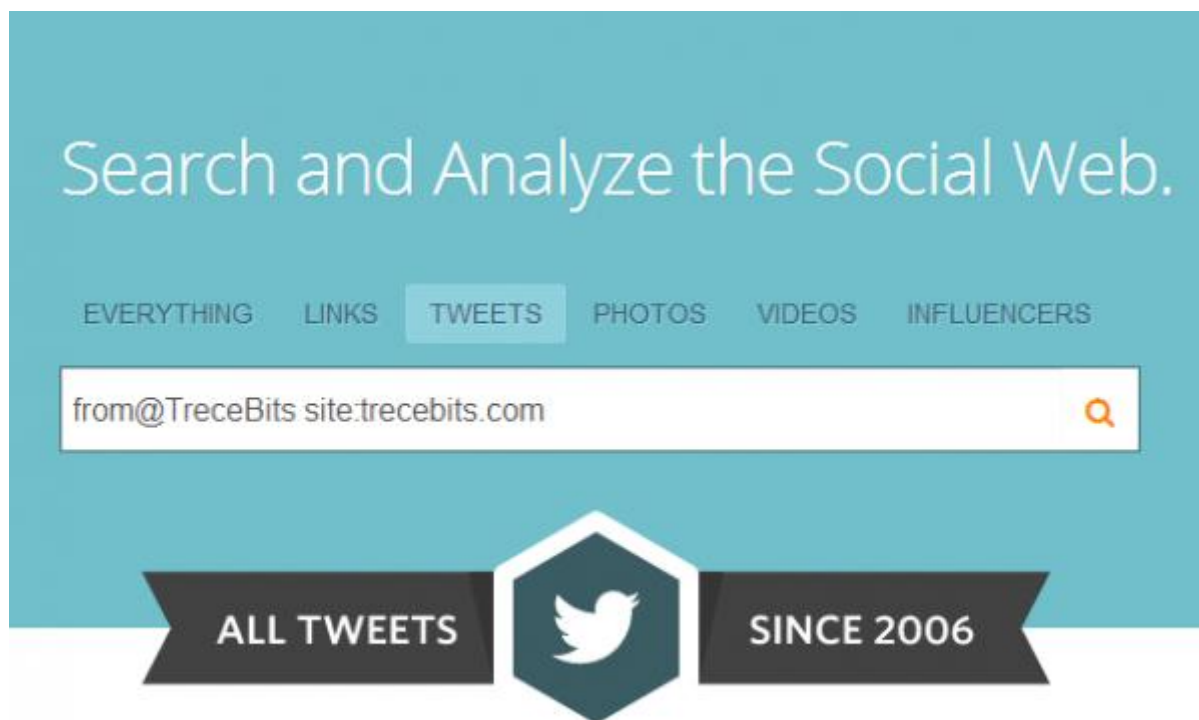 Search and Analyze the Social Web.
EVERYTHING LINKS TWEETS PHOTOS VIDEOS INFLUENCERS
from@TreceBits site:trecebits.com
ALL TWEETS SINCE 2006